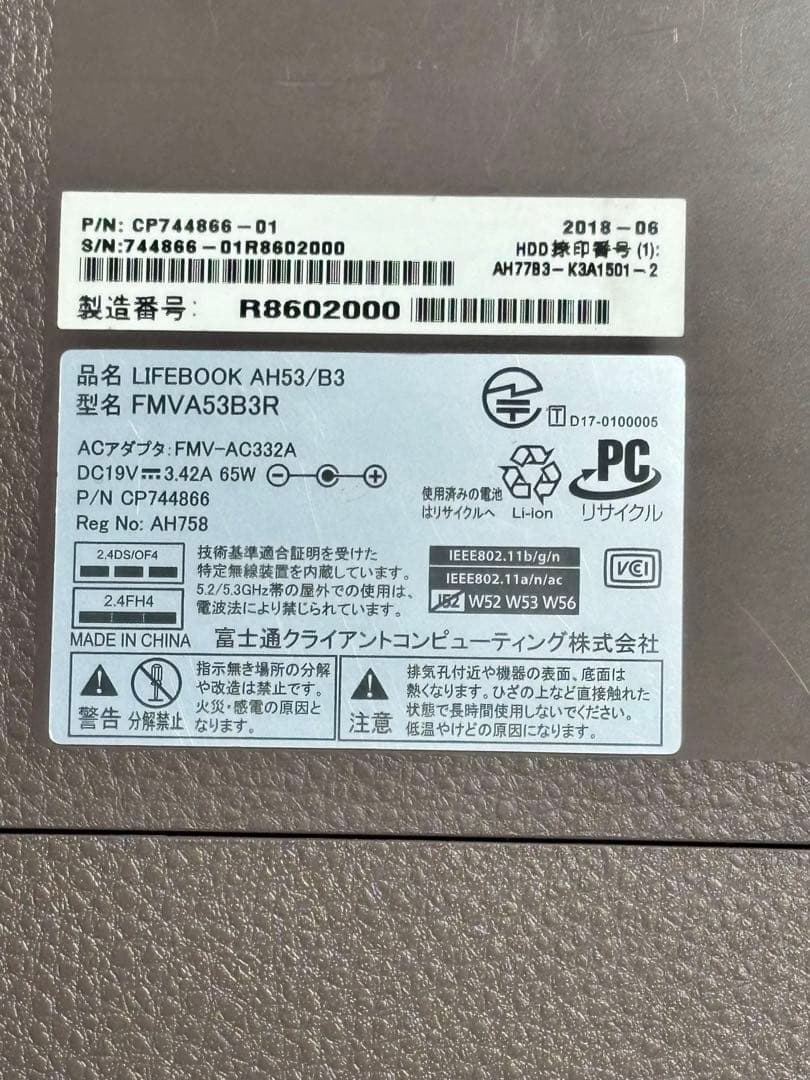 P/N: CP744866-01
S/N:744866-01R8602000
2018-06
HDD捺印番号(1):
AH77B3-K3A1501-2
製造番号: R8602000
品名 LIFEBOOK AH53/B3
型名 FMVA53B3R
T D17-0100005
ACアダプタ:FMV-AC332A
DC19V 3.42A 65W
P/N CP744866
Reg No: AH758
使用済みの電池
はリサイクルへ
Li-ion
PC
リサイクル
2.4DS/OF4
2.4FH4
技術基準適合証明を受けた
特定無線装置を内蔵しています。
5.2/5.3GHz帯の屋外での使用は、
電波法により禁じられています。
IEEE802.11b/g/n
IEEE802.11a/n/ac
J52 W52 W53 W56
VCI
MADE IN CHINA 富士通クライアントコンピューティング株式会社
警告 分解禁止
指示無き場所の分解
や改造は禁止です。
火災・感電の原因と
なります。
注意
排気孔付近や機器の表面、底面は
熱くなります。ひざの上など直接触れた
状態で長時間使用しないでください。
低温やけどの原因になります。